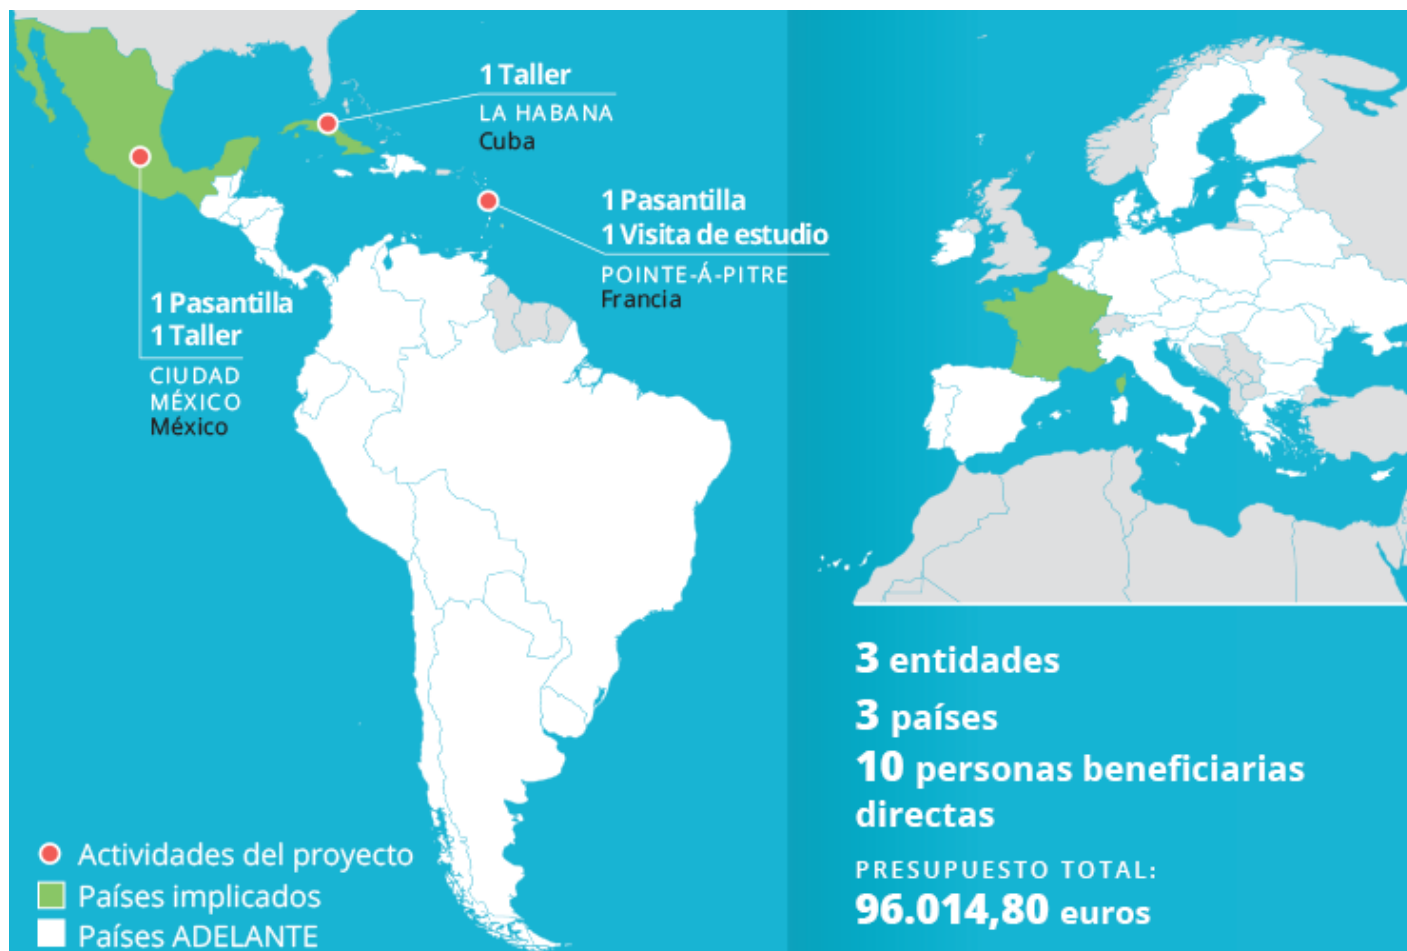 1 Taller
LA HABANA
Cuba
1 Pasantilla
1 Visita de estudio
POINTE-Á-PITRE
Francia
1 Pasantilla
1 Taller
CIUDAD
MÉXICO
México
Actividades del proyecto
Países implicados
Países ADELANTE
3 entidades
3 países
10 personas beneficiarias
directas
PRESUPUESTO TOTAL:
96.014,80 euros